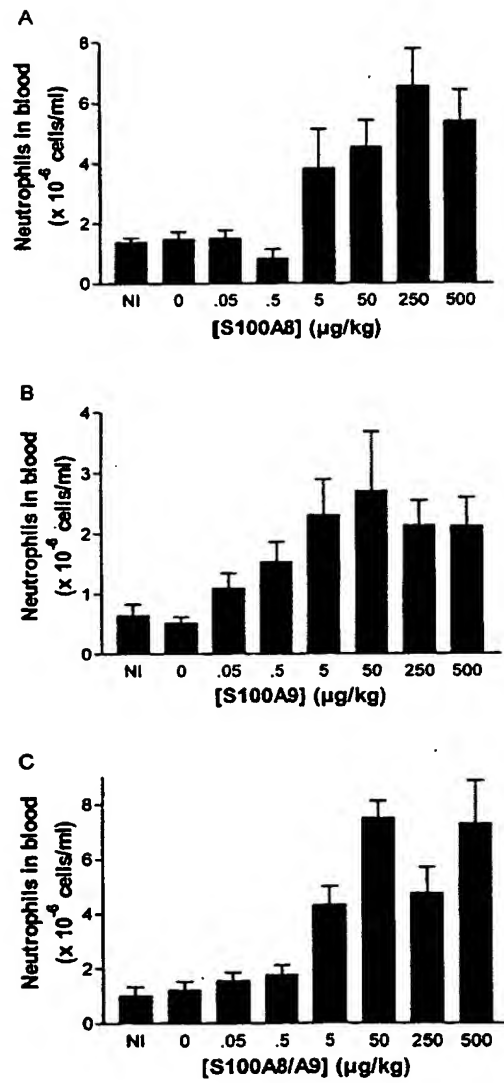 A
Neutrophils in blood
(x 10⁻⁶ cells/ml)
8
6
4
2
0
NI 0 .05 .5 5 50 250 500
[S100A8] (µg/kg)
B
Neutrophils in blood
(x 10⁻⁶ cells/ml)
4
3
2
1
0
NI 0 .05 .5 5 50 250 500
[S100A9] (µg/kg)
C
Neutrophils in blood
(x 10⁻⁶ cells/ml)
8
6
4
2
0
NI 0 .05 .5 5 50 250 500
[S100A8/A9] (µg/kg)